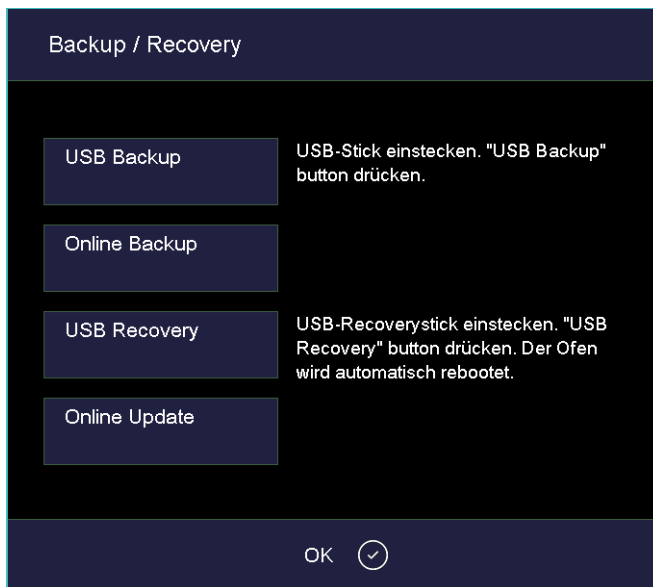 Backup / Recovery
USB Backup
USB-Stick einstecken. "USB Backup"
button drücken.
Online Backup
USB Recovery
USB-Recoverystick einstecken. "USB
Recovery" button drücken. Der Ofen
wird automatisch rebootet.
Online Update
OK